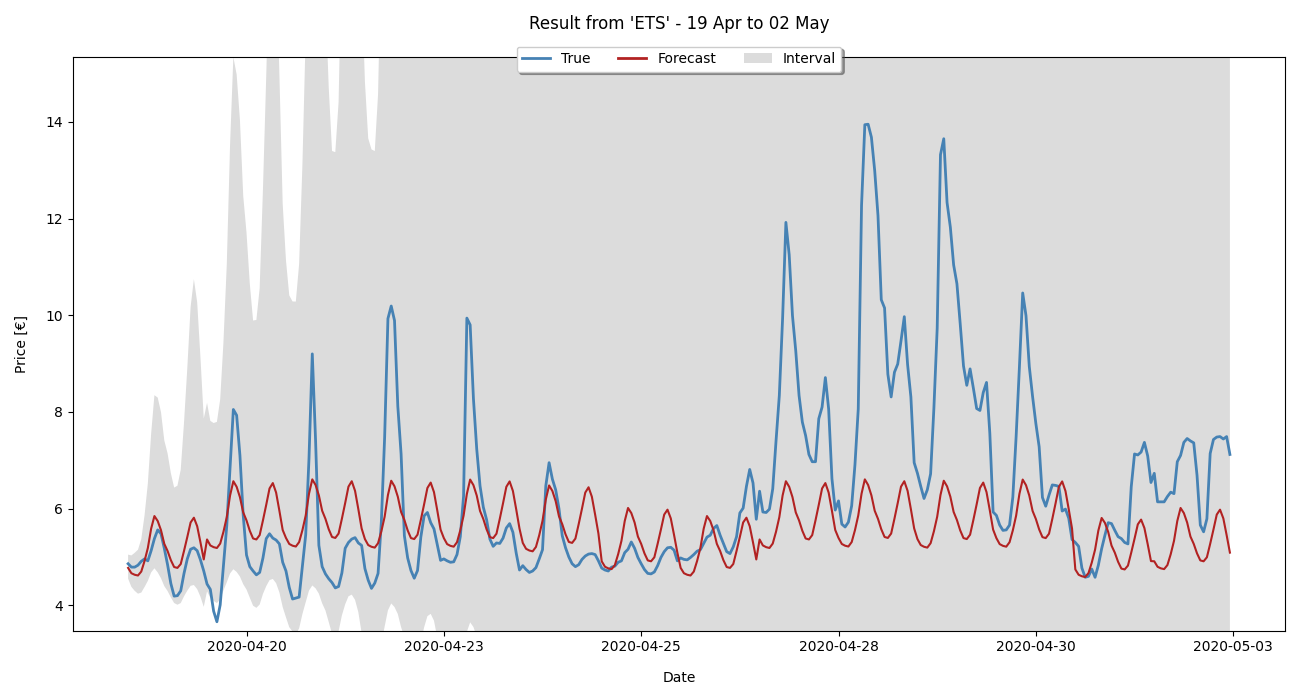 Result from 'ETS' - 19 Apr to 02 May
True Forecast Interval
Price [€]
14
12
10
8
6
4
2020-04-20 2020-04-23 2020-04-25 2020-04-28 2020-04-30 2020-05-03
Date